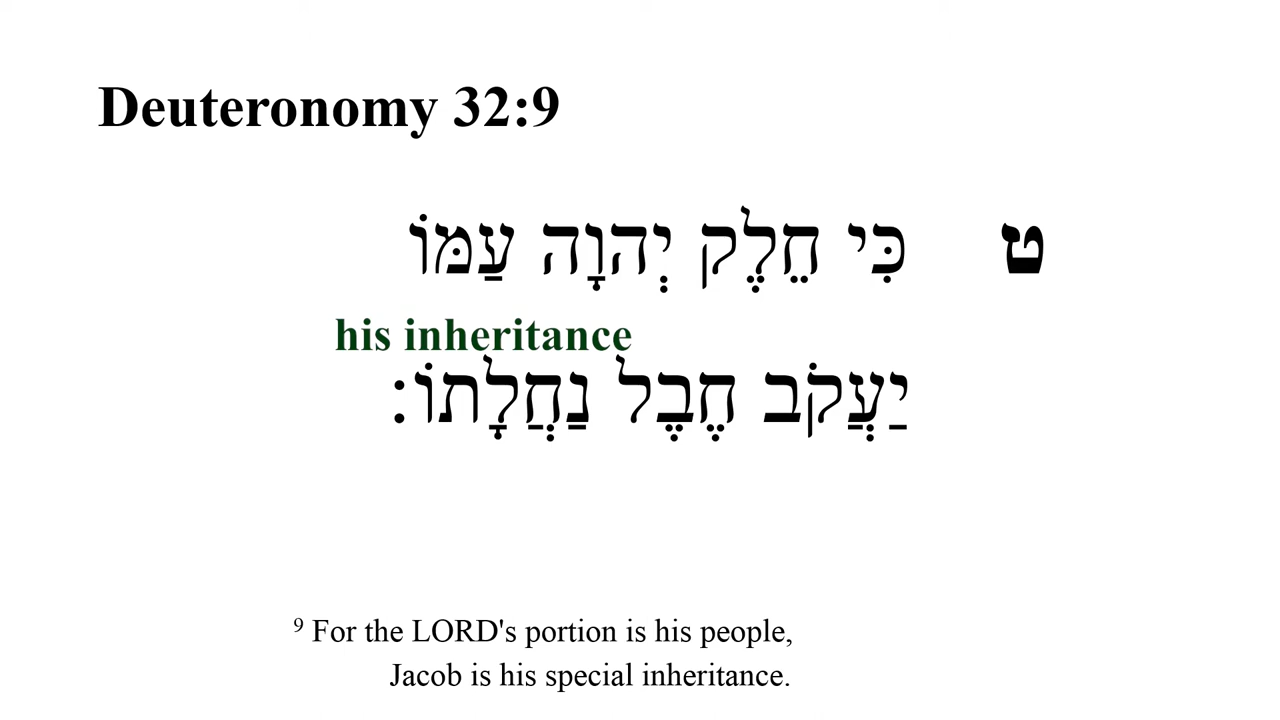 Deuteronomy 32:9
ט כִּי חֵלֶק יְהוָה עַמּוֹ
his inheritance
יַעֲקֹב חֶבֶל נַחֲלָתוֹ׃
9 For the LORD's portion is his people,
Jacob is his special inheritance.